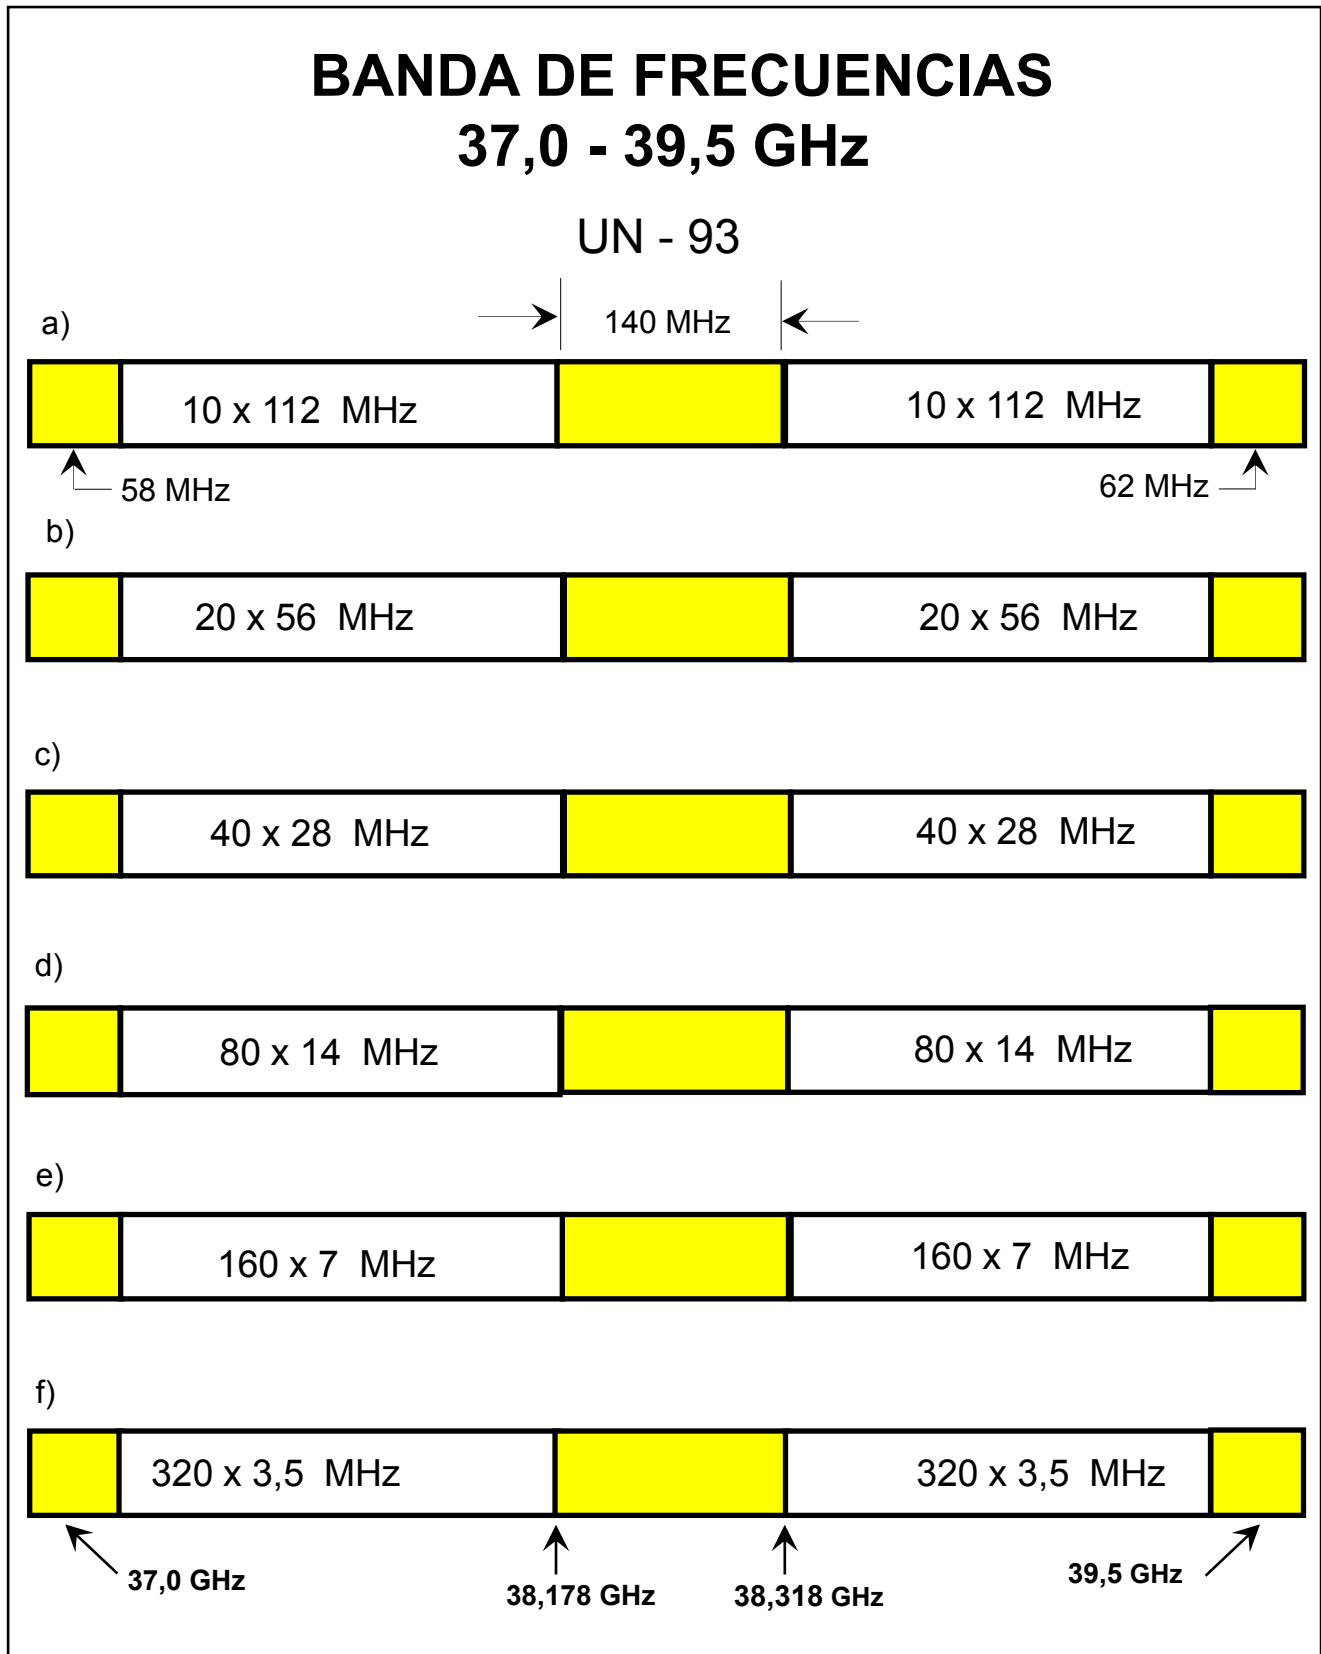 BANDA DE FRECUENCIAS
37,0 - 39,5 GHz
UN - 93
a)
140 MHz
10 x 112 MHz
10 x 112 MHz
58 MHz
62 MHz
b)
20 x 56 MHz
20 x 56 MHz
c)
40 x 28 MHz
40 x 28 MHz
d)
80 x 14 MHz
80 x 14 MHz
e)
160 x 7 MHz
160 x 7 MHz
f)
320 x 3,5 MHz
320 x 3,5 MHz
37,0 GHz
38,178 GHz
38,318 GHz
39,5 GHz